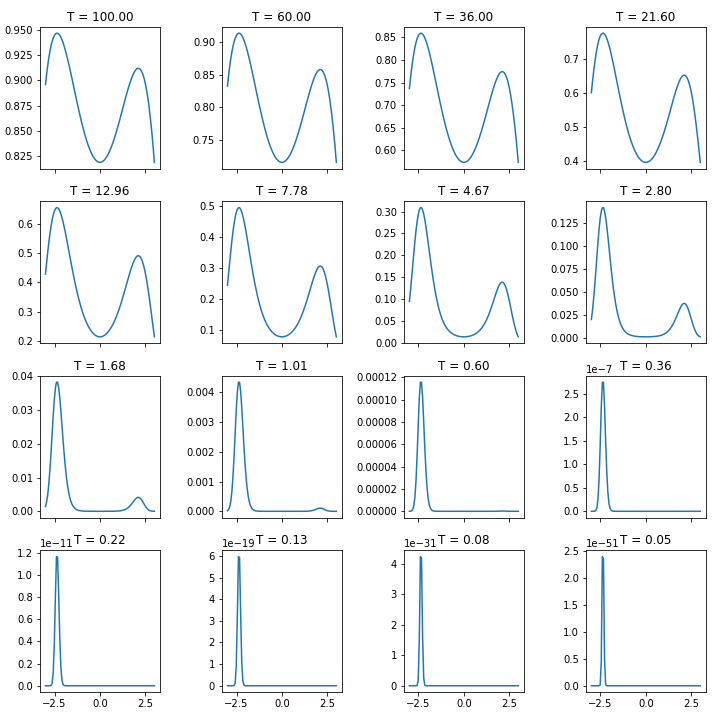 T = 100.00 T = 60.00 T = 36.00 T = 21.60
0.950 0.925 0.900 0.875 0.850 0.825
0.90 0.85 0.80 0.75
0.85 0.80 0.75 0.70 0.65 0.60
0.7 0.6 0.5 0.4
T = 12.96 T = 7.78 T = 4.67 T = 2.80
0.6 0.5 0.4 0.3 0.2
0.5 0.4 0.3 0.2 0.1
0.30 0.25 0.20 0.15 0.10 0.05 0.00
0.125 0.100 0.075 0.050 0.025 0.000
T = 1.68 T = 1.01 T = 0.60 T = 0.36
0.04 0.03 0.02 0.01 0.00
0.004 0.003 0.002 0.001 0.000
0.00012 0.00010 0.00008 0.00006 0.00004 0.00002 0.00000
1e-7
2.5 2.0 1.5 1.0 0.5 0.0
T = 0.22 T = 0.13 T = 0.08 T = 0.05
1e−11
1.2 1.0 0.8 0.6 0.4 0.2 0.0
1e−19
6 5 4 3 2 1 0
1e−31
4 3 2 1 0
1e−51
2.5 2.0 1.5 1.0 0.5 0.0
−2.5 0.0 2.5 −2.5 0.0 2.5 −2.5 0.0 2.5 −2.5 0.0 2.5